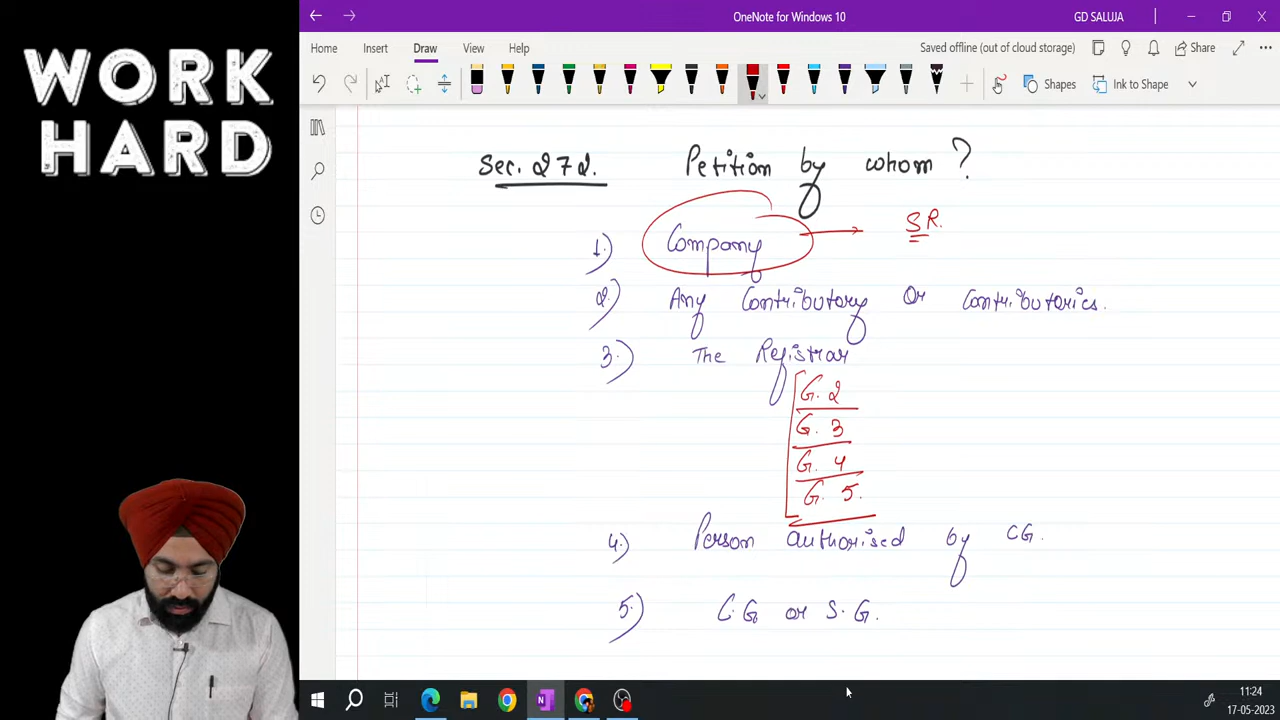 WORK
HARD
OneNote for Windows 10
GD SALUJA
Home Insert Draw View Help
Saved offline (out of cloud storage)
Share
Shapes
Ink to Shape
Sec. 272. Petition by whom ?
1.) Company → SR.
2.) Any Contributory Or Contributories.
3.) The Registrar
G. 2
G. 3
G. 4
G. 5.
4.) Person authorised by CG.
5.) C.G or S.G.
11:24
17-05-2023